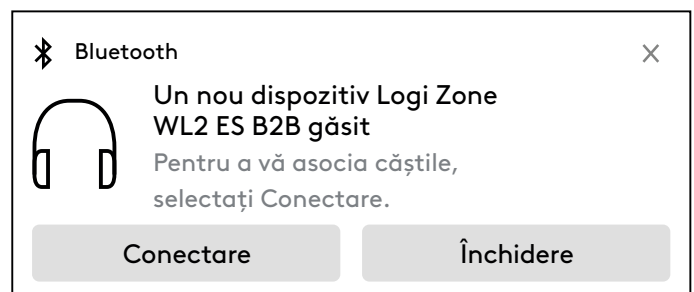 Bluetooth
Un nou dispozitiv Logi Zone
WL2 ES B2B găsit
Pentru a vă asocia căștile,
selectați Conectare.
Conectare
Închidere